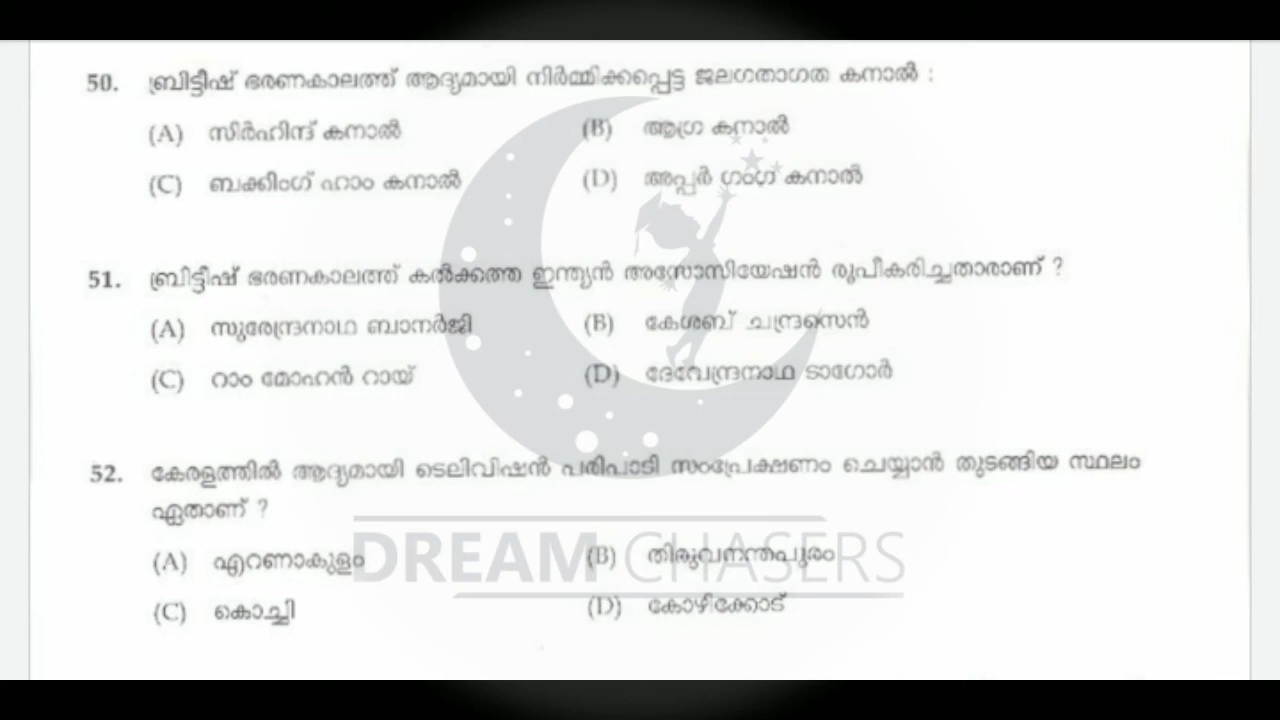 50. ബ്രിട്ടീഷ് ഭരണകാലത്ത് ആദ്യമായി നിർമ്മിക്കപ്പെട്ട ജലഗതാഗത കനാൽ :
(A) സിർഹിന്ദ് കനാൽ (B) ആഗ്ര കനാൽ
(C) ബക്കിംഗ് ഹാം കനാൽ (D) അപ്പർ ഗംഗ കനാൽ
51. ബ്രിട്ടീഷ് ഭരണകാലത്ത് കൽക്കത്ത ഇന്ത്യൻ അസോസിയേഷൻ രൂപീകരിച്ചതാരാണ് ?
(A) സുരേന്ദ്രനാഥ ബാനർജി (B) കേശബ് ചന്ദ്രസെൻ
(C) റാം മോഹൻ റായ് (D) ദേവേന്ദ്രനാഥ ടാഗോർ
52. കേരളത്തിൽ ആദ്യമായി ടെലിവിഷൻ പരിപാടി സംപ്രേക്ഷണം ചെയ്യാൻ തുടങ്ങിയ സ്ഥലം
ഏതാണ് ?
DREAM CHASERS
(A) എറണാകുളം (B) തിരുവനന്തപുരം
(C) കൊച്ചി (D) കോഴിക്കോട്